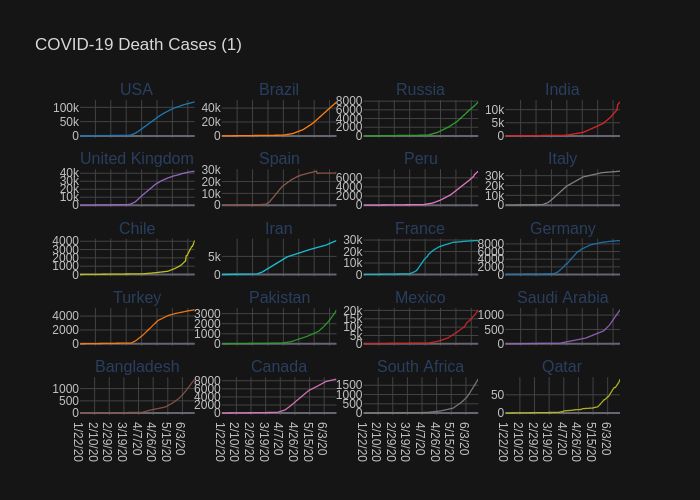 COVID-19 Death Cases (1)
USA
Brazil
Russia
India
100k
50k
0
40k
20k
0
8000
6000
4000
2000
0
10k
5k
0
United Kingdom
Spain
Peru
Italy
40k
30k
20k
10k
0
30k
20k
10k
0
6000
4000
2000
0
30k
20k
10k
0
Chile
Iran
France
Germany
4000
3000
2000
1000
0
5k
0
30k
20k
10k
0
8000
6000
4000
2000
0
Turkey
Pakistan
Mexico
Saudi Arabia
4000
2000
0
3000
2000
1000
0
20k
15k
10k
5k
0
1000
500
0
Bangladesh
Canada
South Africa
Qatar
1000
500
0
8000
6000
4000
2000
0
1500
1000
500
0
50
0
1/22/20
2/10/20
2/29/20
3/19/20
4/7/20
4/26/20
5/15/20
6/3/20
1/22/20
2/10/20
2/29/20
3/19/20
4/7/20
4/26/20
5/15/20
6/3/20
1/22/20
2/10/20
2/29/20
3/19/20
4/7/20
4/26/20
5/15/20
6/3/20
1/22/20
2/10/20
2/29/20
3/19/20
4/7/20
4/26/20
5/15/20
6/3/20